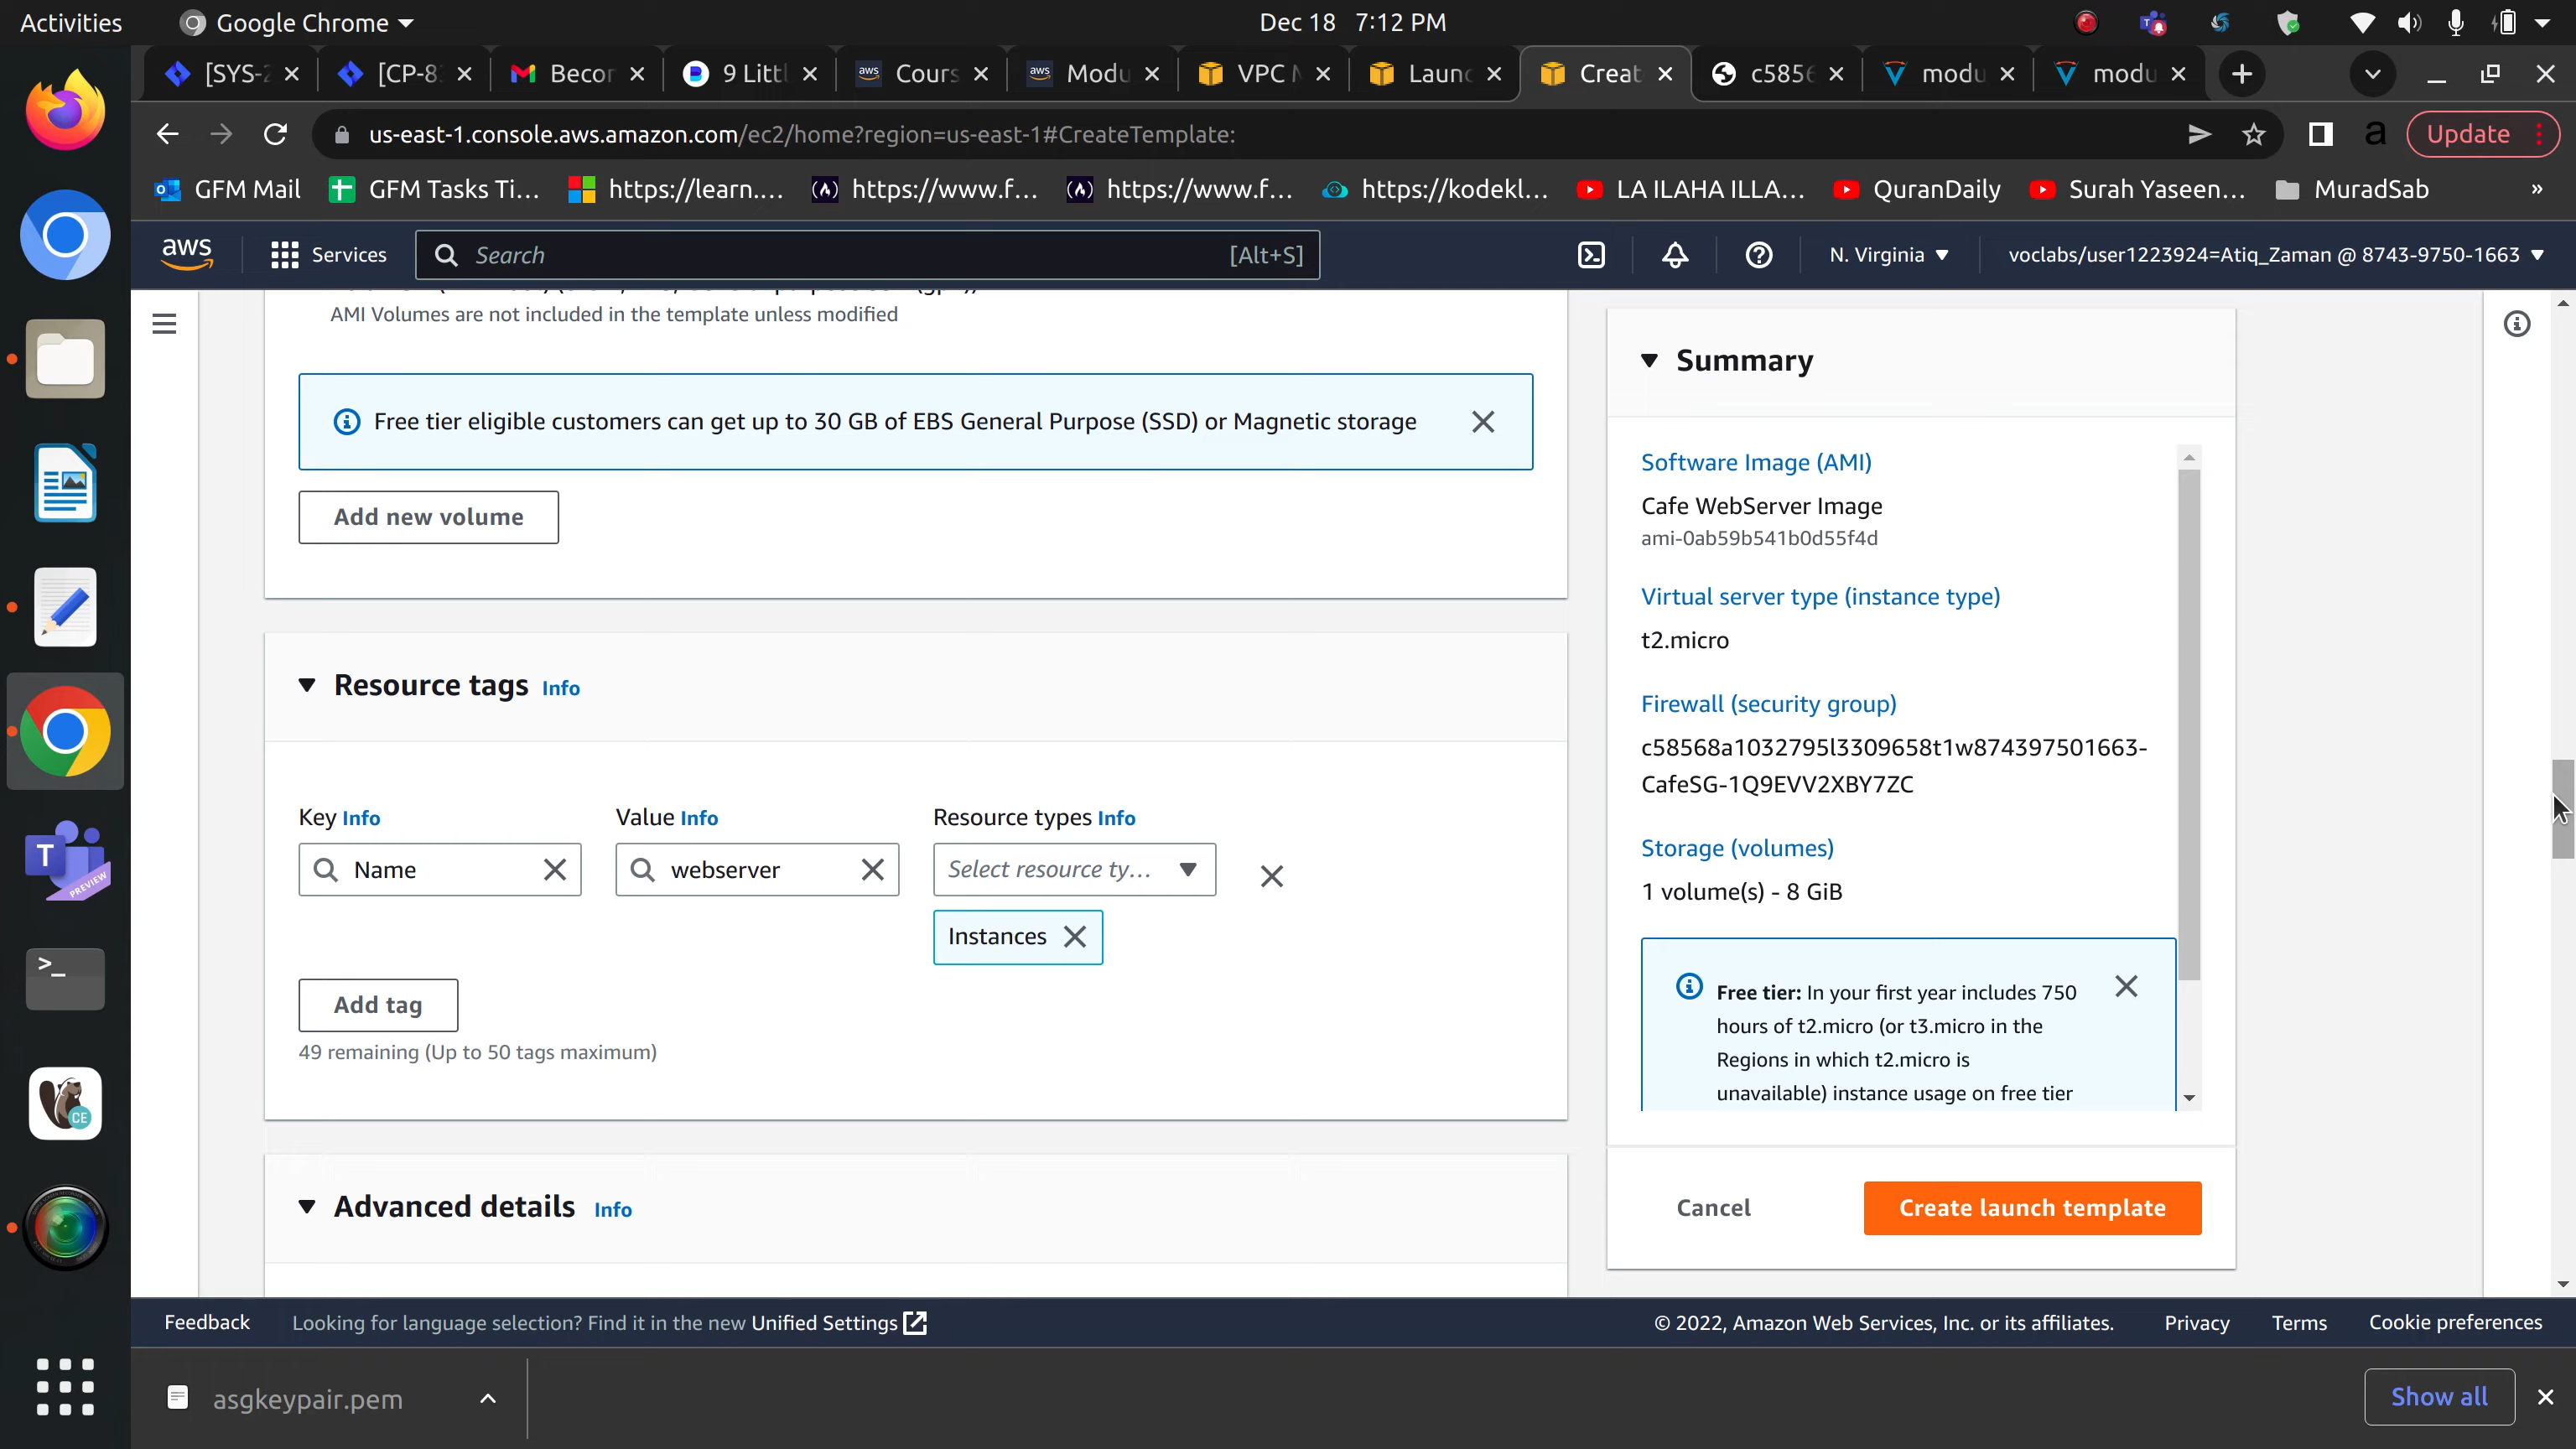 Activities
Google Chrome
Dec 18 7:12 PM
[SYS-2
[CP-8
Becor
9 Littl
aws
Cours
aws
Modu
VPC
Launc
Creat
c5856
modu
modu
us-east-1.console.aws.amazon.com/ec2/home?region=us-east-1#CreateTemplate:
a
Update
GFM Mail
GFM Tasks Ti...
https://learn....
https://www.f...
https://www.f...
https://kodekl...
LA ILAHA ILLA...
QuranDaily
Surah Yaseen...
MuradSab
»
aws
Services
Search
[Alt+S]
N. Virginia
voclabs/user1223924=Atiq_Zaman @ 8743-9750-1663
AMI Volumes are not included in the template unless modified
Free tier eligible customers can get up to 30 GB of EBS General Purpose (SSD) or Magnetic storage
Add new volume
Resource tags Info
Key Info
Value Info
Resource types Info
Name
webserver
Select resource ty...
Instances
Add tag
49 remaining (Up to 50 tags maximum)
Advanced details Info
Summary
Software Image (AMI)
Cafe WebServer Image
ami-0ab59b541b0d55f4d
Virtual server type (instance type)
t2.micro
Firewall (security group)
c58568a1032795l3309658t1w874397501663-
CafeSG-1Q9EVV2XBY7ZC
Storage (volumes)
1 volume(s) - 8 GiB
Free tier: In your first year includes 750
hours of t2.micro (or t3.micro in the
Regions in which t2.micro is
unavailable) instance usage on free tier
Cancel
Create launch template
T
PREVIEW
>_
CE
Feedback
Looking for language selection? Find it in the new Unified Settings
© 2022, Amazon Web Services, Inc. or its affiliates.
Privacy
Terms
Cookie preferences
asgkeypair.pem
Show all